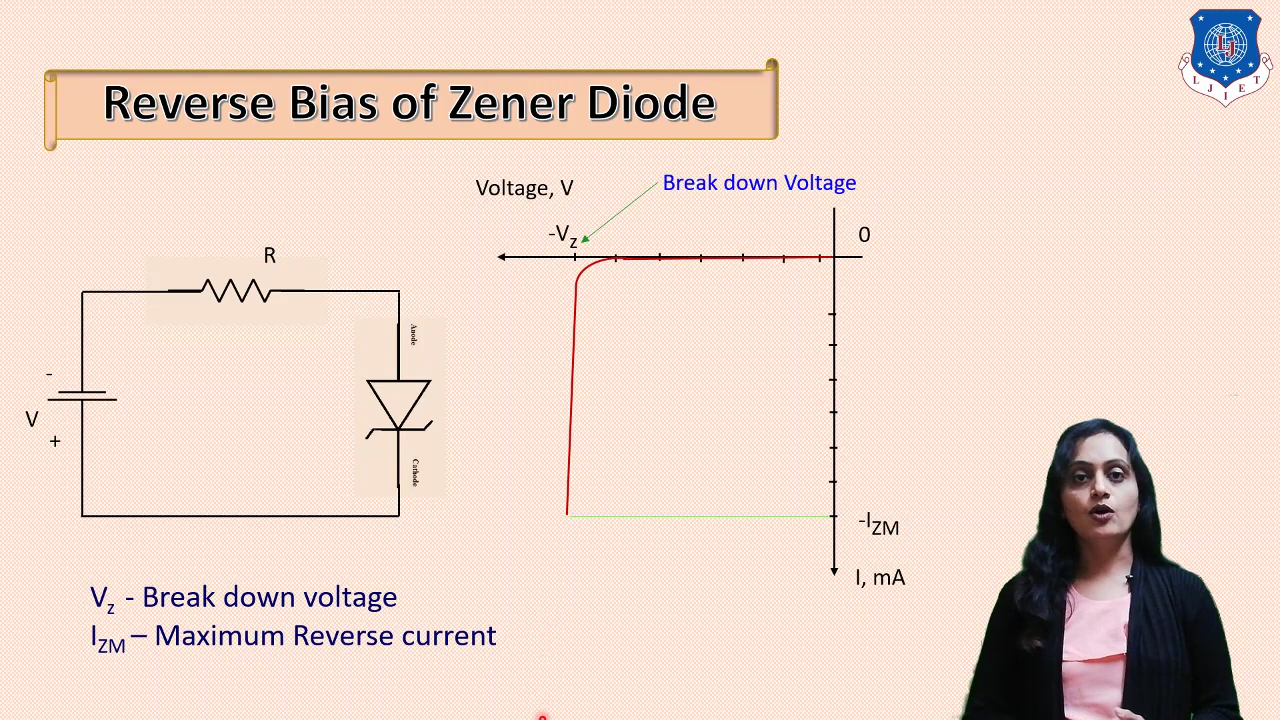 Reverse Bias of Zener Diode
L J I E T
LJ
Voltage, V
Break down Voltage
-Vz
0
R
Anode
-
V
+
Cathode
-IZM
I, mA
Vz - Break down voltage
IZM – Maximum Reverse current